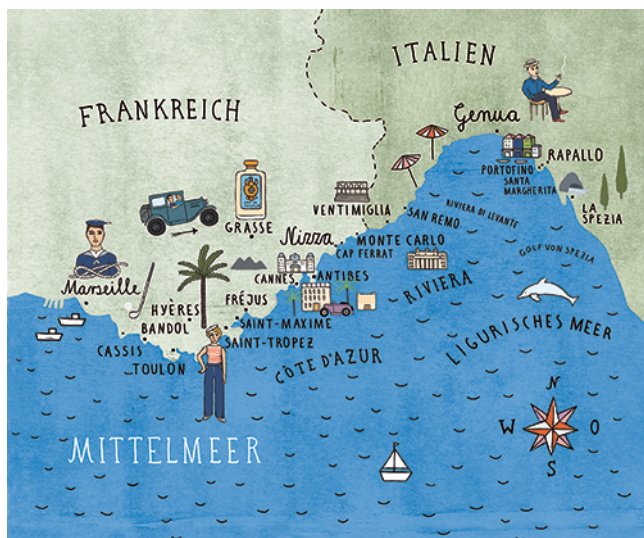 ITALIEN
FRANKREICH
Genua
RAPALLO
PORTOFINO
SANTA
MARGHERITA
LA
SPEZIA
VENTIMIGLIA
SAN REMO
RIVIERA DI LEVANTE
GRASSE
Nizza
MONTE CARLO
CAP FERRAT
GOLF VON SPEZIA
Marseille
CANNES
ANTIBES
RIVIERA
HYÈRES
FRÉJUS
BANDOL
SAINT-MAXIME
LIGURISCHES MEER
CASSIS
SAINT-TROPEZ
TOULON
CÔTE D'AZUR
MITTELMEER
N
W
O
S